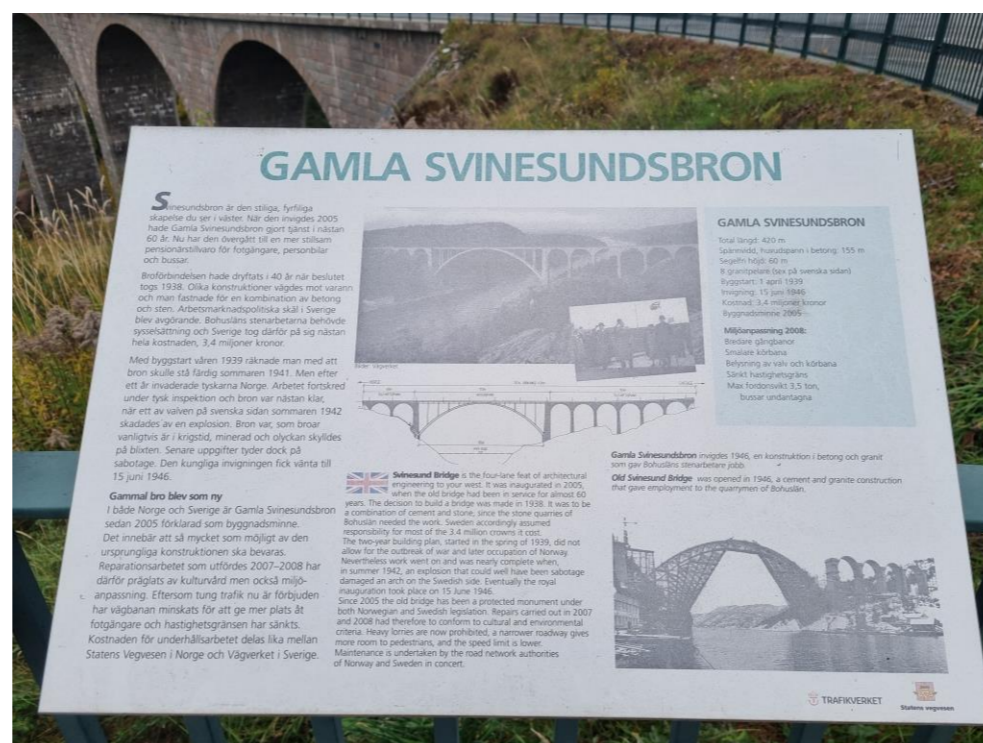 GAMLA SVINESUNDSBRON
Svinesundsbron är den stiliga, fyrfiliga
skapelse du ser i väster. När den invigdes 2005
hade Gamla Svinesundsbron gjort tjänst i nästan
60 år. Nu har den övergått till en mer stillsam
pensionärstillvaro för fotgängare, personbilar
och bussar.
Broförbindelsen hade dryftats i 40 år när beslutet
togs 1938. Olika konstruktioner vägdes mot varann
och man fastnade för en kombination av betong
och sten. Arbetsmarknadspolitiska skäl i Sverige
blev avgörande. Bohusläns stenarbetarna behövde
sysselsättning och Sverige tog därför på sig nästan
hela kostnaden, 3,4 miljoner kronor.
Med byggstart våren 1939 räknade man med att
bron skulle stå färdig sommaren 1941. Men efter
ett år invaderade tyskarna Norge. Arbetet fortskred
under tysk inspektion och bron var nästan klar,
när ett av valven på svenska sidan sommaren 1942
skadades av en explosion. Bron var, som broar
vanligtvis är i krigstid, minerad och olyckan skylldes
på blixten. Senare uppgifter tyder dock på
sabotage. Den kungliga invigningen fick vänta till
15 juni 1946.
Gammal bro blev som ny
I både Norge och Sverige är Gamla Svinesundsbron
sedan 2005 förklarad som byggnadsminne.
Det innebär att så mycket som möjligt av den
ursprungliga konstruktionen ska bevaras.
Reparationsarbetet som utfördes 2007–2008 har
därför präglats av kulturvård men också miljö-
anpassning. Eftersom tung trafik nu är förbjuden
har vägbanan minskats för att ge mer plats åt
fotgängare och hastighetsgränsen har sänkts.
Kostnaden för underhållsarbetet delas lika mellan
Statens Vegvesen i Norge och Vägverket i Sverige.
Bilder: Vägverket
Svinesund Bridge is the four-lane feat of architectural
engineering to your west. It was inaugurated in 2005,
when the old bridge had been in service for almost 60
years. The decision to build a bridge was made in 1938. It was to be
a combination of cement and stone, since the stone quarries of
Bohuslän needed the work. Sweden accordingly assumed
responsibility for most of the 3.4 million crowns it cost.
The two-year building plan, started in the spring of 1939, did not
allow for the outbreak of war and later occupation of Norway.
Nevertheless work went on and was nearly complete when,
in summer 1942, an explosion that could well have been sabotage
damaged an arch on the Swedish side. Eventually the royal
inauguration took place on 15 June 1946.
Since 2005 the old bridge has been a protected monument under
both Norwegian and Swedish legislation. Repairs carried out in 2007
and 2008 had therefore to conform to cultural and environmental
criteria. Heavy lorries are now prohibited, a narrower roadway gives
more room to pedestrians, and the speed limit is lower.
Maintenance is undertaken by the road network authorities
of Norway and Sweden in concert.
GAMLA SVINESUNDSBRON
Total längd: 420 m
Spännvidd, huvudspann i betong: 155 m
Segelfri höjd: 60 m
8 granitpelare (sex på svenska sidan)
Byggstart: 1 april 1939
Invigning: 15 juni 1946
Kostnad: 3,4 miljoner kronor
Byggnadsminne 2005
Miljöanpassning 2008:
Bredare gångbanor
Smalare körbana
Belysning av valv och körbana
Sänkt hastighetsgräns
Max fordonsvikt 3,5 ton,
bussar undantagna
Gamla Svinesundsbron invigdes 1946, en konstruktion i betong och granit
som gav Bohusläns stenarbetare jobb.
Old Svinesund Bridge was opened in 1946, a cement and granite construction
that gave employment to the quarrymen of Bohuslän.
TRAFIKVERKET
Statens vegvesen